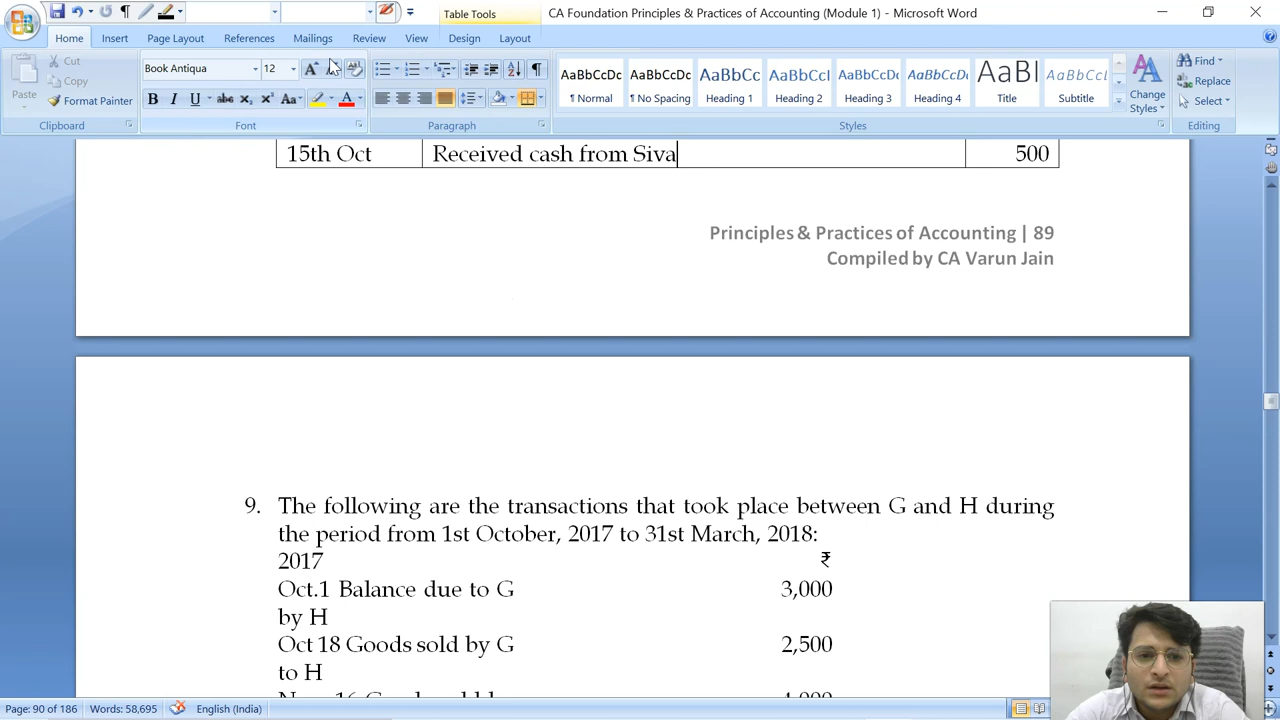 Table Tools
CA Foundation Principles & Practices of Accounting (Module 1) - Microsoft Word
Home Insert Page Layout References Mailings Review View Design Layout
Paste
Cut
Copy
Format Painter
Clipboard
Book Antiqua 12
Font
Paragraph
AaBbCcDc AaBbCcDc AaBbCc AaBbCcI AaBbCcDı AaBbCcDı AaBl AaBbCcDc
¶ Normal ¶ No Spacing Heading 1 Heading 2 Heading 3 Heading 4 Title Subtitle
Change
Styles
Styles
Find
Replace
Select
Editing
15th Oct Received cash from Siva 500
Principles & Practices of Accounting | 89
Compiled by CA Varun Jain
9. The following are the transactions that took place between G and H during
the period from 1st October, 2017 to 31st March, 2018:
2017 ₹
Oct.1 Balance due to G 3,000
by H
Oct 18 Goods sold by G 2,500
to H
Page: 90 of 186 Words: 58,695 English (India)